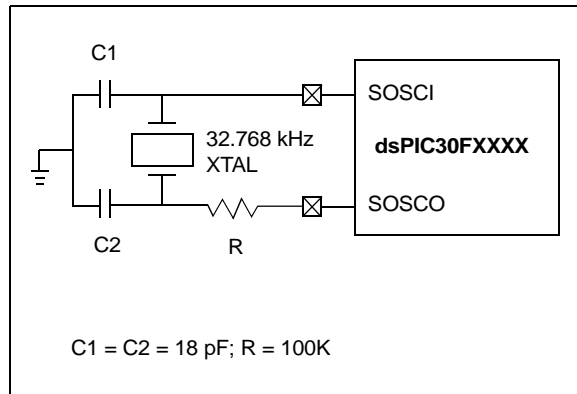 C1
SOSCI
32.768 kHz
XTAL
dsPIC30FXXXX
SOSCO
C2
R
C1 = C2 = 18 pF; R = 100K